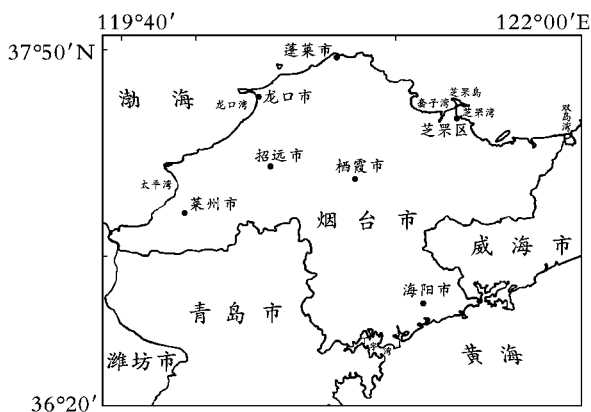 119°40′
122°00′E
37°50′N
蓬莱市
渤 海
龙口湾
龙口市
芝罘岛
套子湾
芝罘湾
芝罘区
双岛湾
招远市
栖霞市
太平湾
莱州市
烟台市
威海市
海阳市
青岛市
湾
黄海
潍坊市
36°20′